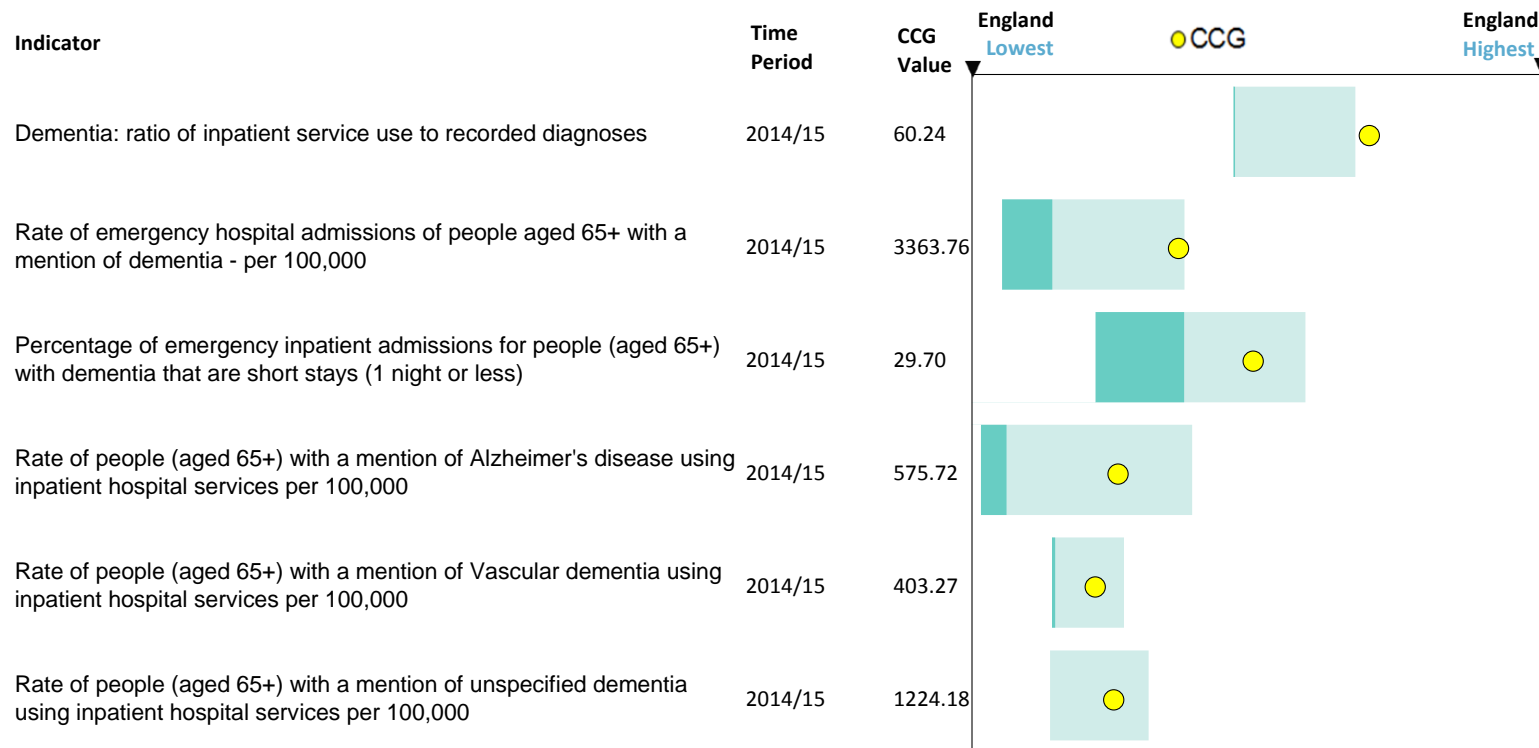 Indicator
Time
Period
CCG
Value
England
Lowest
CCG
England
Highest
Dementia: ratio of inpatient service use to recorded diagnoses
2014/15
60.24
Rate of emergency hospital admissions of people aged 65+ with a
mention of dementia - per 100,000
2014/15
3363.76
Percentage of emergency inpatient admissions for people (aged 65+)
with dementia that are short stays (1 night or less)
2014/15
29.70
Rate of people (aged 65+) with a mention of Alzheimer's disease using
inpatient hospital services per 100,000
2014/15
575.72
Rate of people (aged 65+) with a mention of Vascular dementia using
inpatient hospital services per 100,000
2014/15
403.27
Rate of people (aged 65+) with a mention of unspecified dementia
using inpatient hospital services per 100,000
2014/15
1224.18